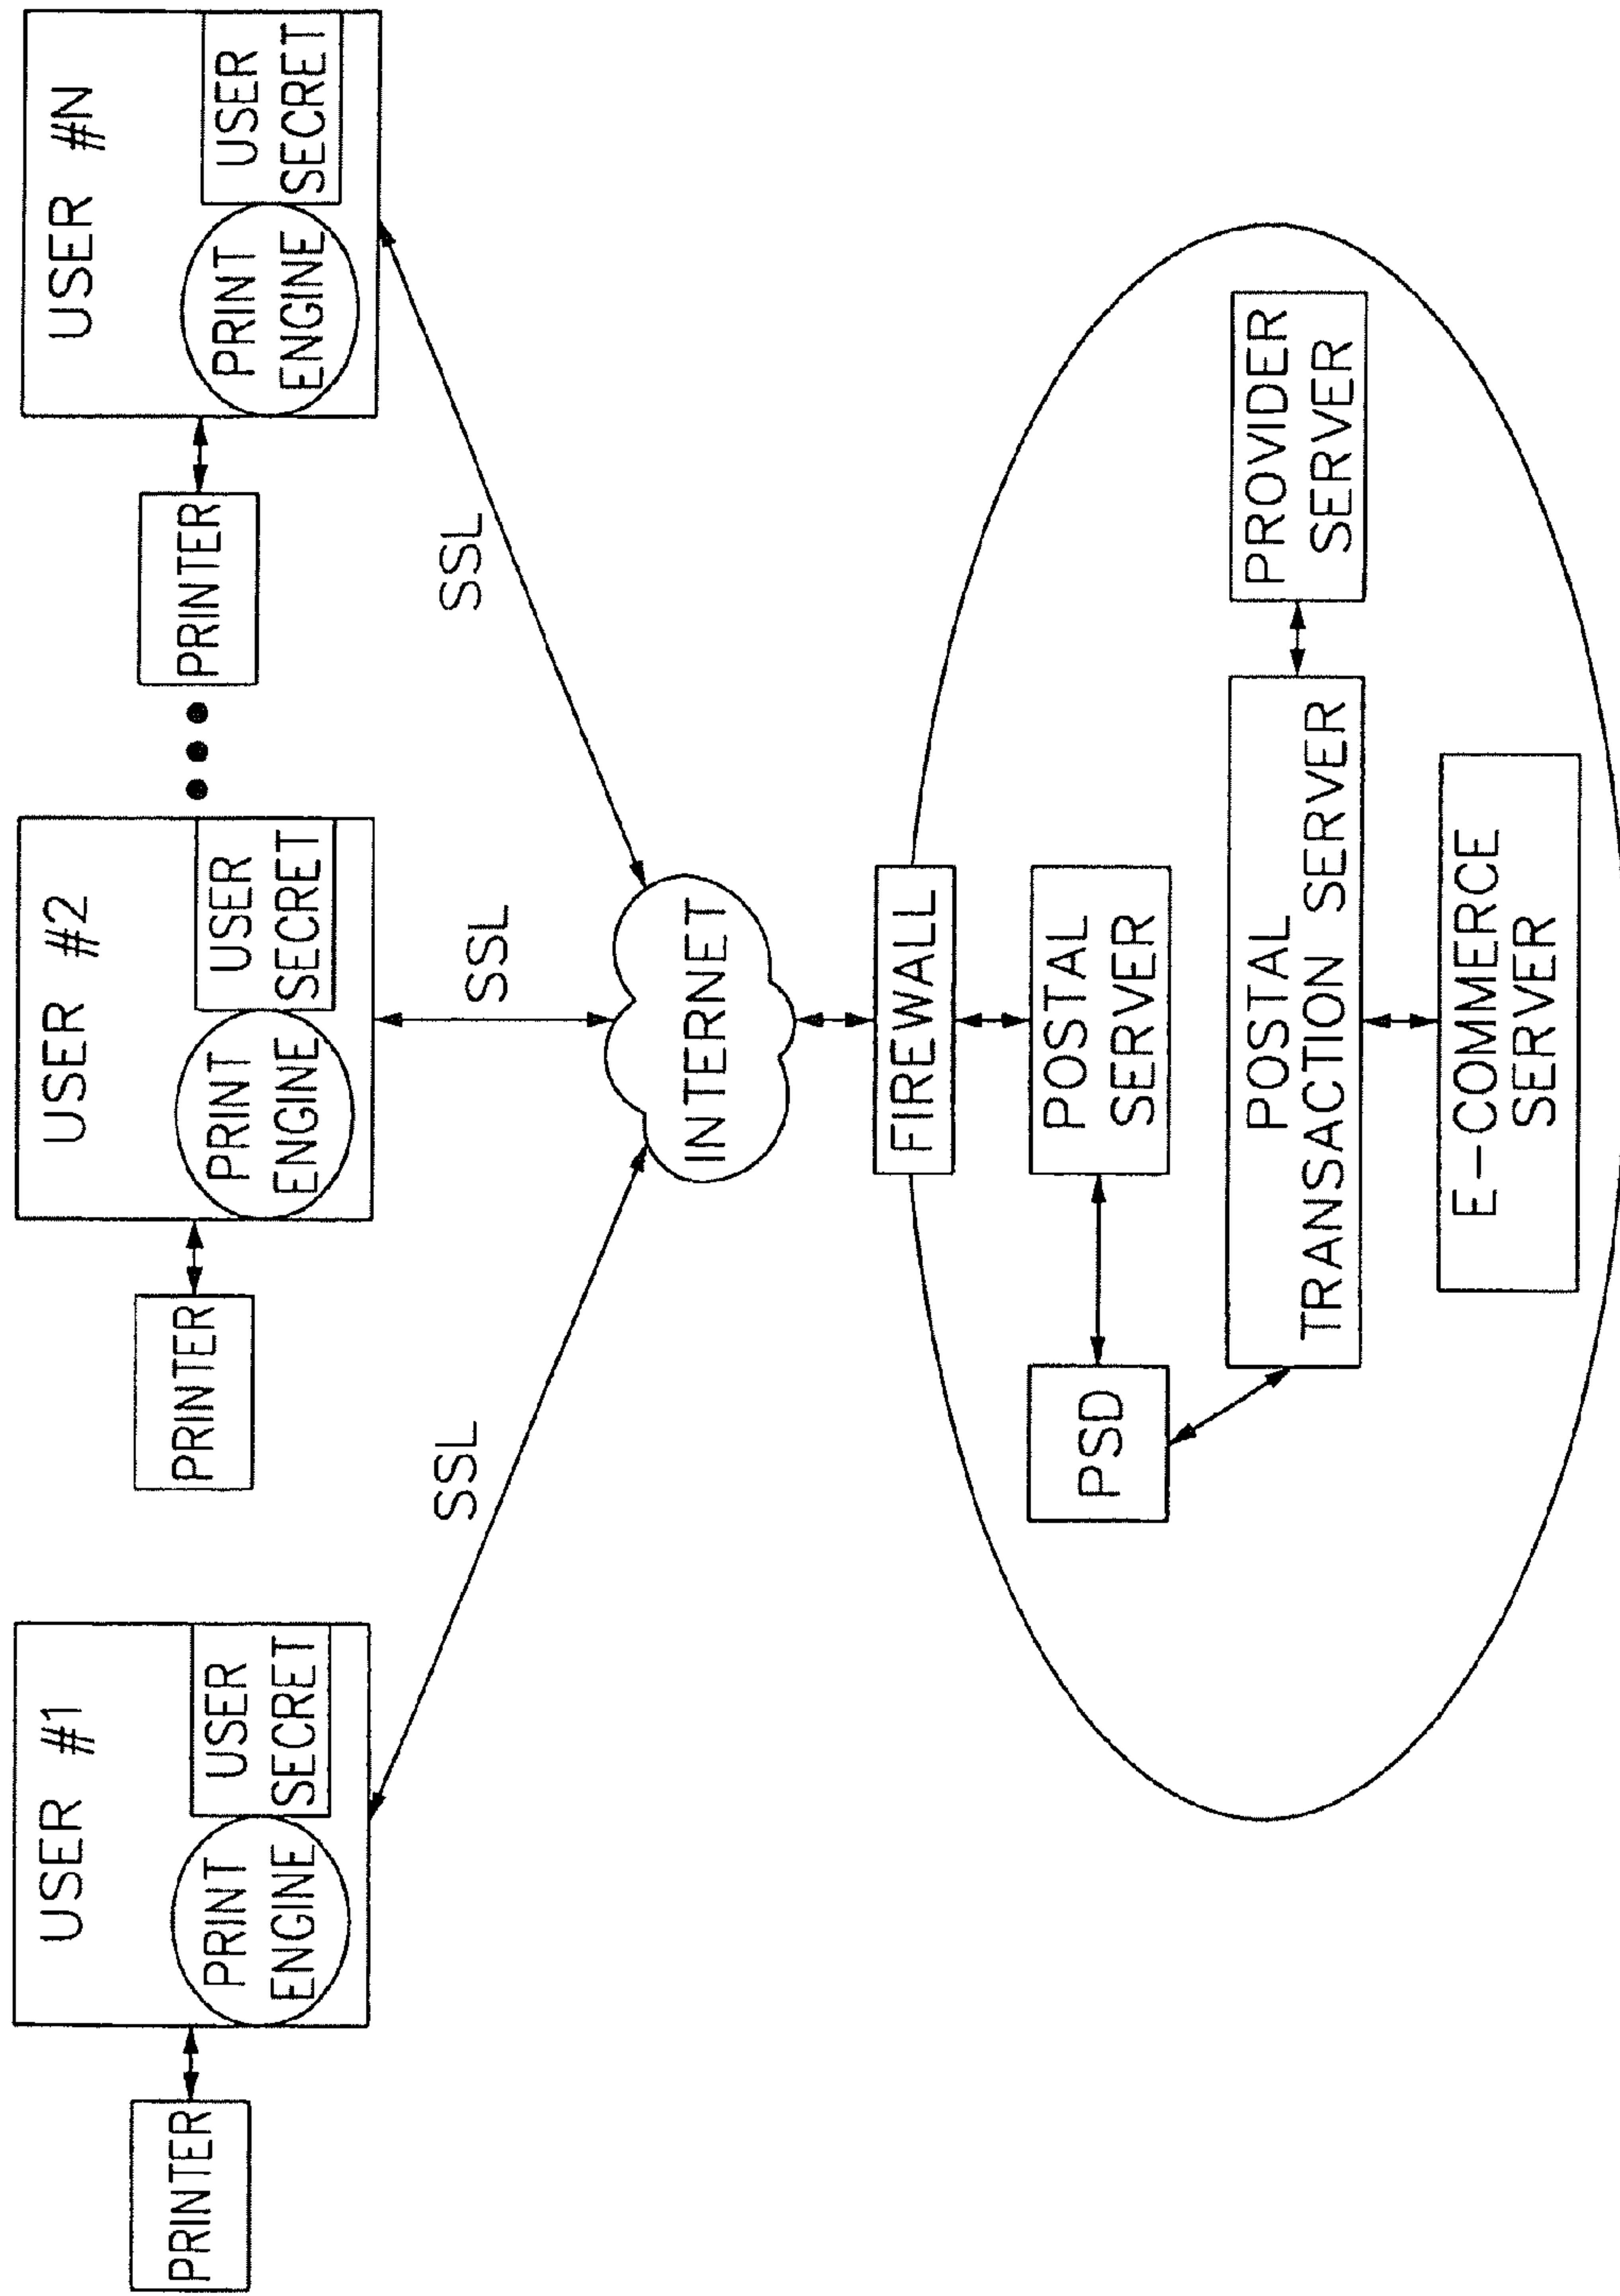 USER #1
PRINT
ENGINE
USER
SECRET
PRINTER
USER #2
PRINT
ENGINE
USER
SECRET
PRINTER
USER #N
PRINT
ENGINE
USER
SECRET
PRINTER
SSL
SSL
SSL
INTERNET
FIREWALL
POSTAL
SERVER
PSD
POSTAL
TRANSACTION SERVER
PROVIDER
SERVER
E-COMMERCE
SERVER